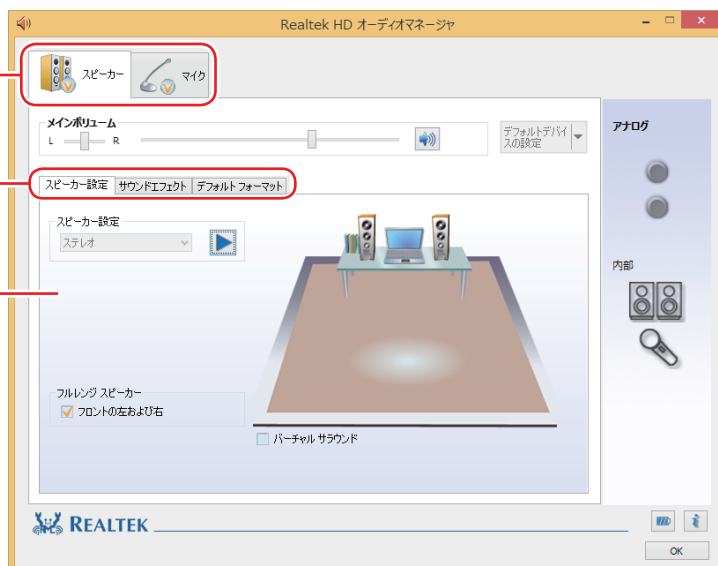 Realtek HD オーディオマネージャ
スピーカー
マイク
メインボリューム
L R
デフォルトデバイスの設定
アナログ
スピーカー設定
サウンドエフェクト
デフォルト フォーマット
スピーカー設定
ステレオ
内部
フルレンジ スピーカー
フロントの左および右
バーチャル サラウンド
REALTEK
OK